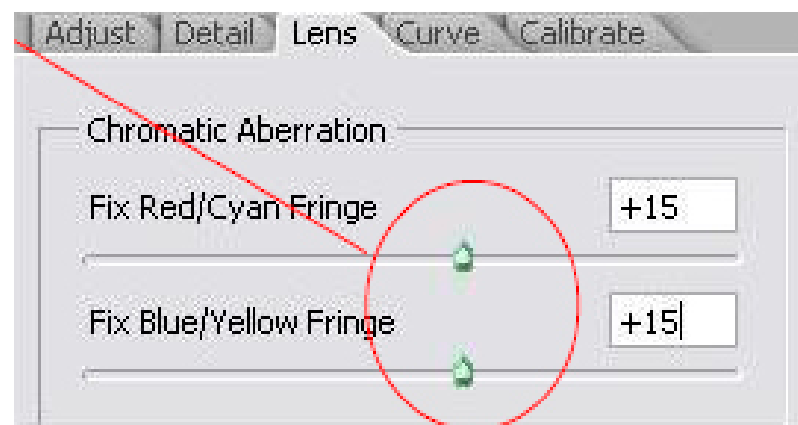 Adjust Detail Lens Curve Calibrate
Chromatic Aberration
Fix Red/Cyan Fringe +15
Fix Blue/Yellow Fringe +15